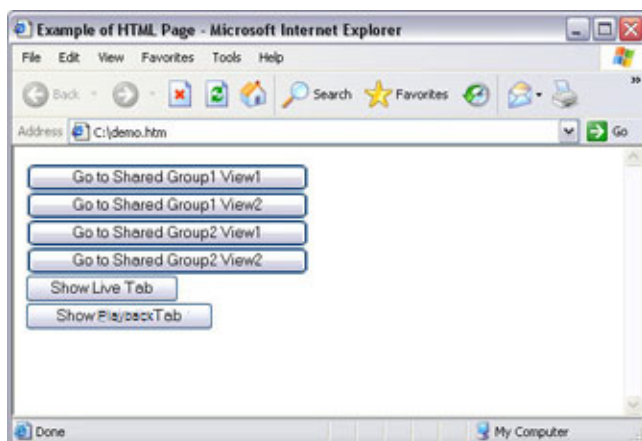 Example of HTML Page - Microsoft Internet Explorer
File Edit View Favorites Tools Help
Back Search Favorites
Address C:\demo.htm Go
Go to Shared Group1 View1
Go to Shared Group1 View2
Go to Shared Group2 View1
Go to Shared Group2 View2
Show Live Tab
Show Playback Tab
Done My Computer